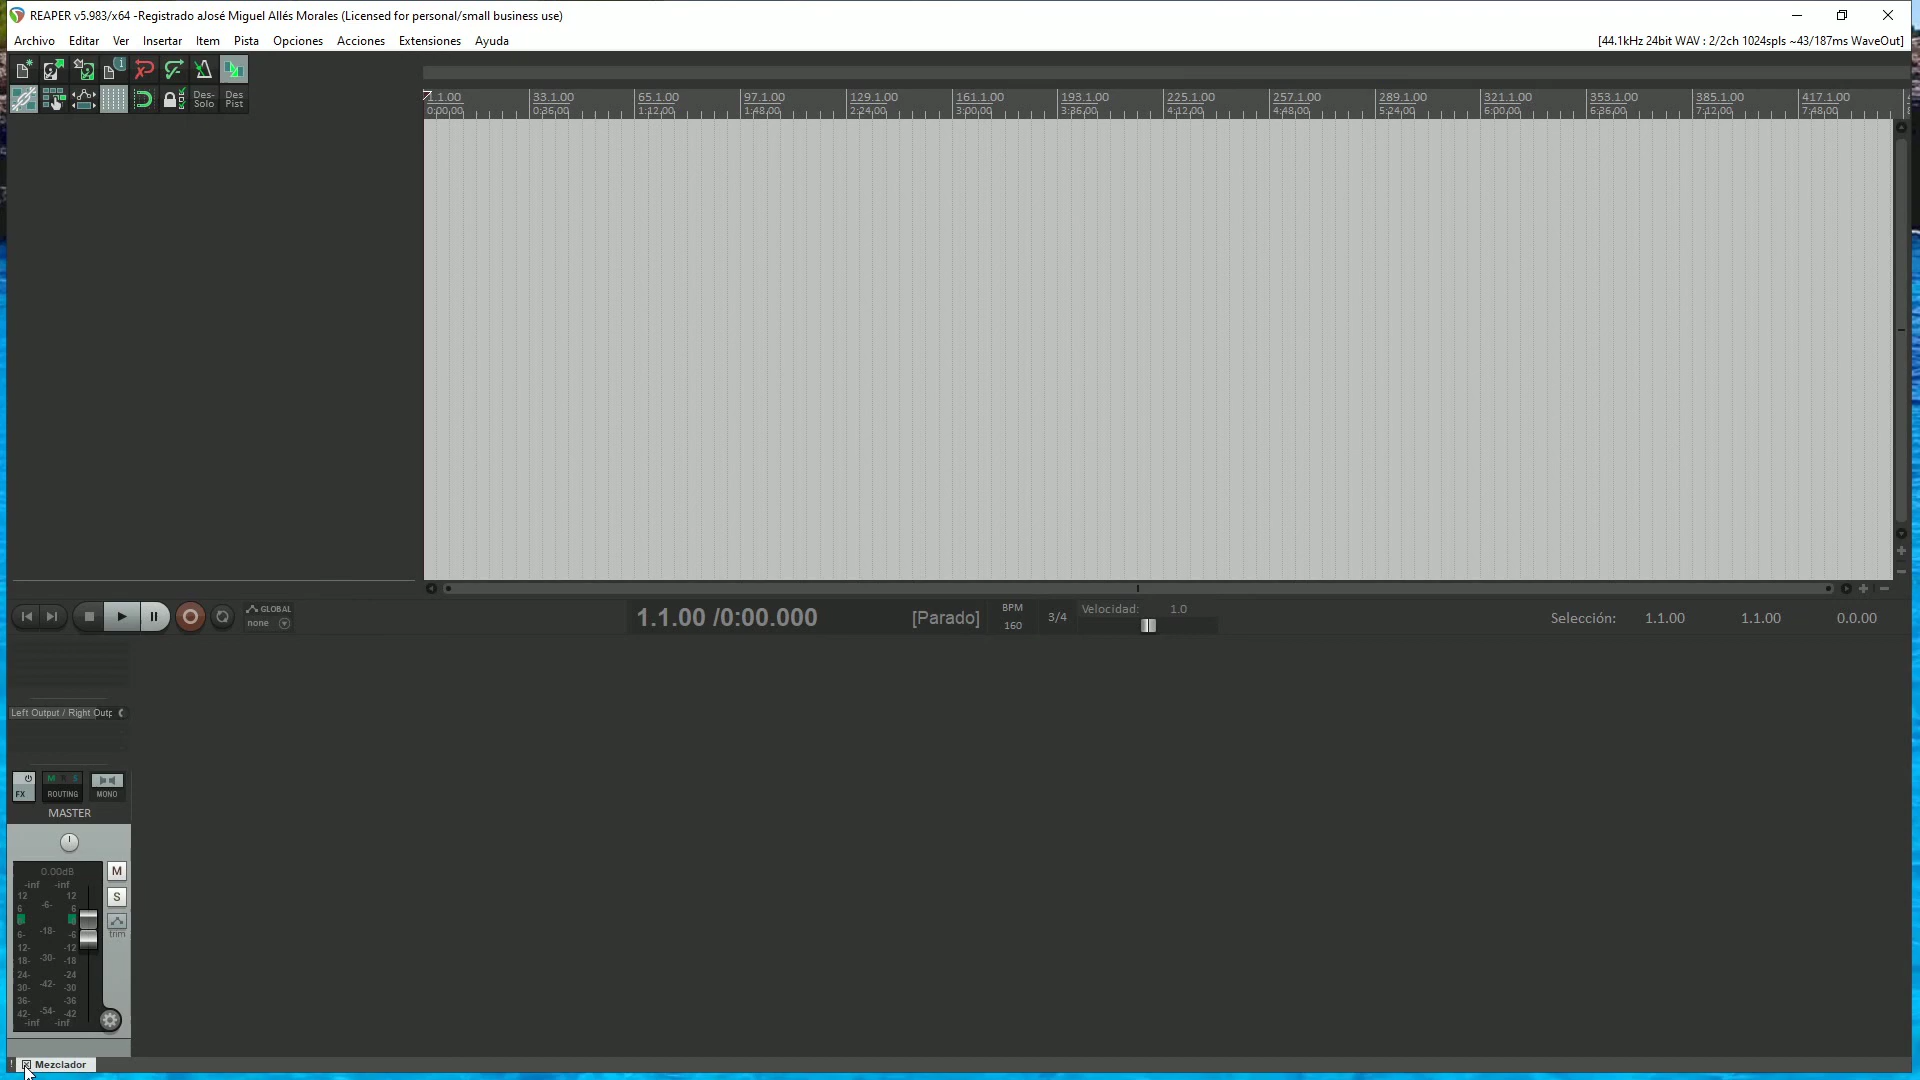 REAPER v5.983/x64 -Registrado aJosé Miguel Allés Morales (Licensed for personal/small business use)
Archivo Editar Ver Insertar Item Pista Opciones Acciones Extensiones Ayuda [44.1kHz 24bit WAV : 2/2ch 1024spls ~43/187ms WaveOut]
Des- Solo
Des Pist
1.1.00 33.1.00 65.1.00 97.1.00 129.1.00 161.1.00 193.1.00 225.1.00 257.1.00 289.1.00 321.1.00 353.1.00 385.1.00 417.1.00
0:00:00 0:36:00 1:12:00 1:48:00 2:24:00 3:00:00 3:36:00 4:12:00 4:48:00 5:24:00 6:00:00 6:36:00 7:12:00 7:48:00
GLOBAL
none
1.1.00 /0:00.000 [Parado]
BPM
160
3/4
Velocidad: 1.0
Selección: 1.1.00 1.1.00 0.0.00
Left Output / Right Outp
FX
M S
ROUTING
MONO
MASTER
0.00dB
-inf -inf
12 12
6 -6- 6
-18- -6
6-
12- -12
18- -30- -18
24- -24
30- -42- -30
36- -36
42- -54- -42
-inf -inf
M
S
trim
! Mezclador